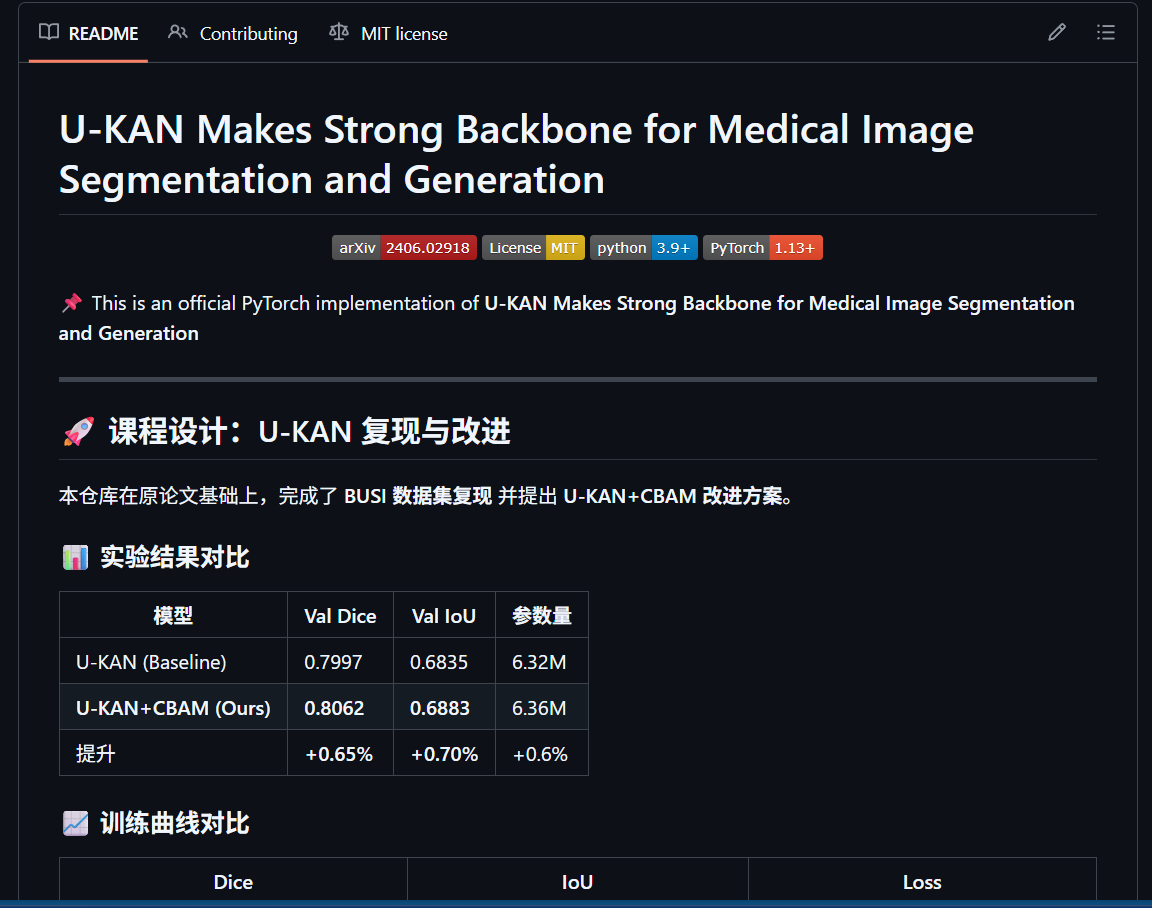 README Contributing MIT license
U-KAN Makes Strong Backbone for Medical Image
Segmentation and Generation
arXiv 2406.02918 License MIT python 3.9+ PyTorch 1.13+
📌 This is an official PyTorch implementation of U-KAN Makes Strong Backbone for Medical Image Segmentation
and Generation
🚀 课程设计：U-KAN 复现与改进
本仓库在原论文基础上，完成了 BUSI 数据集复现 并提出 U-KAN+CBAM 改进方案。
📊 实验结果对比
模型 Val Dice Val IoU 参数量
U-KAN (Baseline) 0.7997 0.6835 6.32M
U-KAN+CBAM (Ours) 0.8062 0.6883 6.36M
提升 +0.65% +0.70% +0.6%
📈 训练曲线对比
Dice IoU Loss